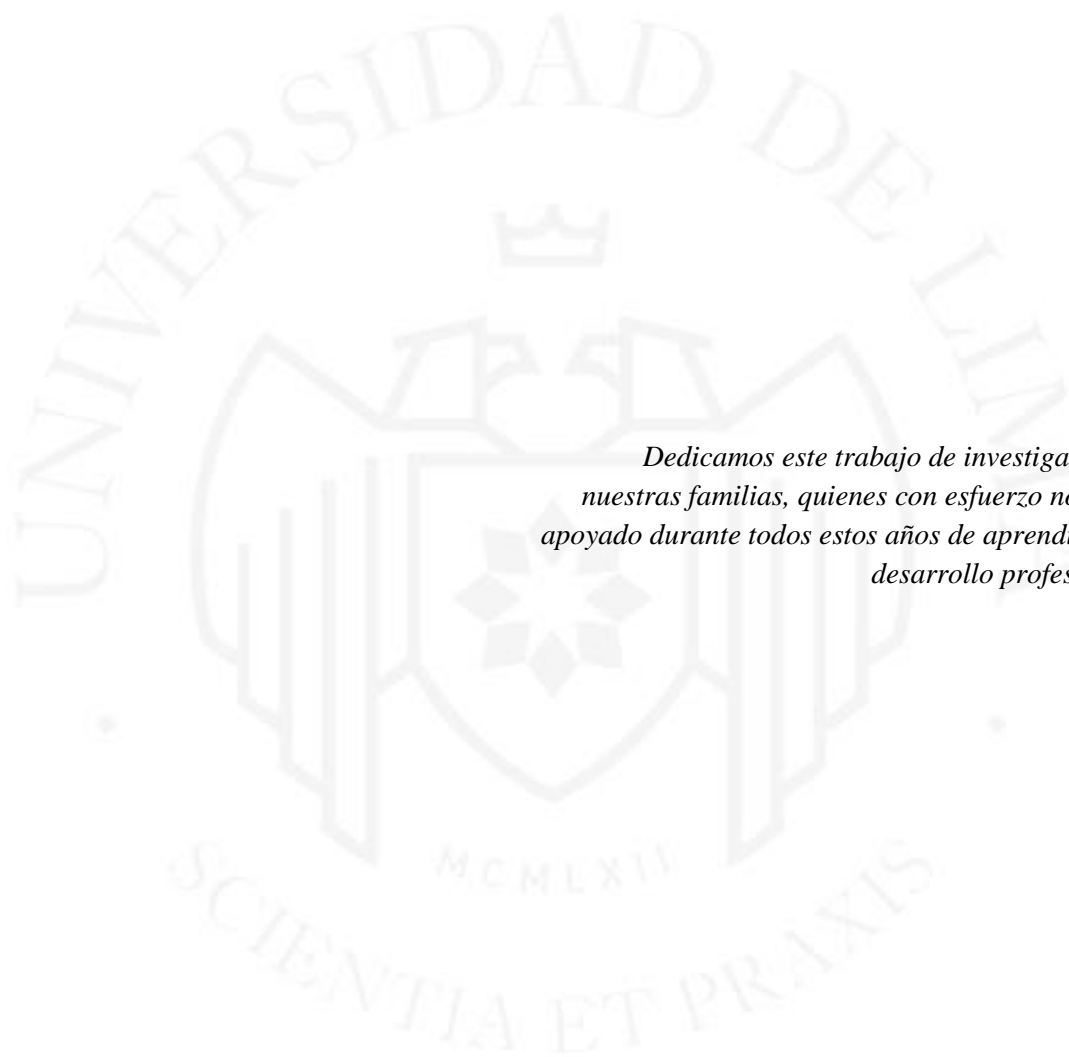 UNIVERSIDAD DE LIMA
Dedicamos este trabajo de investiga
nuestras familias, quienes con esfuerzo no
apoyado durante todos estos años de aprendi
desarrollo profes
MCMLXII
SCIENTIA ET PRAXIS